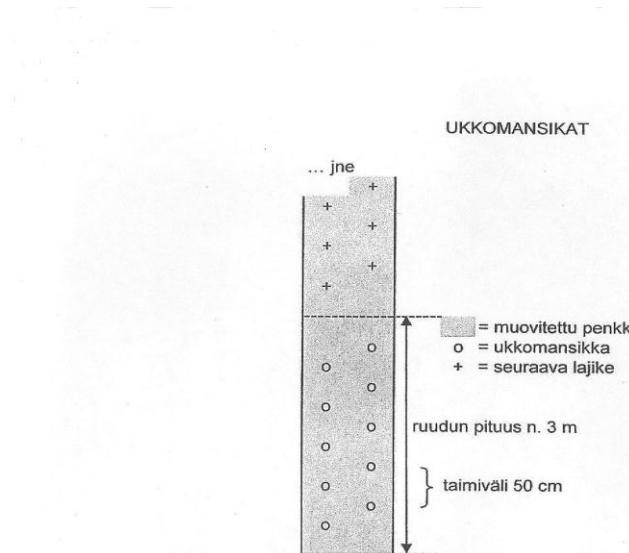 UKKOMANSIKAT
... jne
= muovitettu penkk
o = ukkomansikka
+ = seuraava lajike
ruudun pituus n. 3 m
taimiväli 50 cm